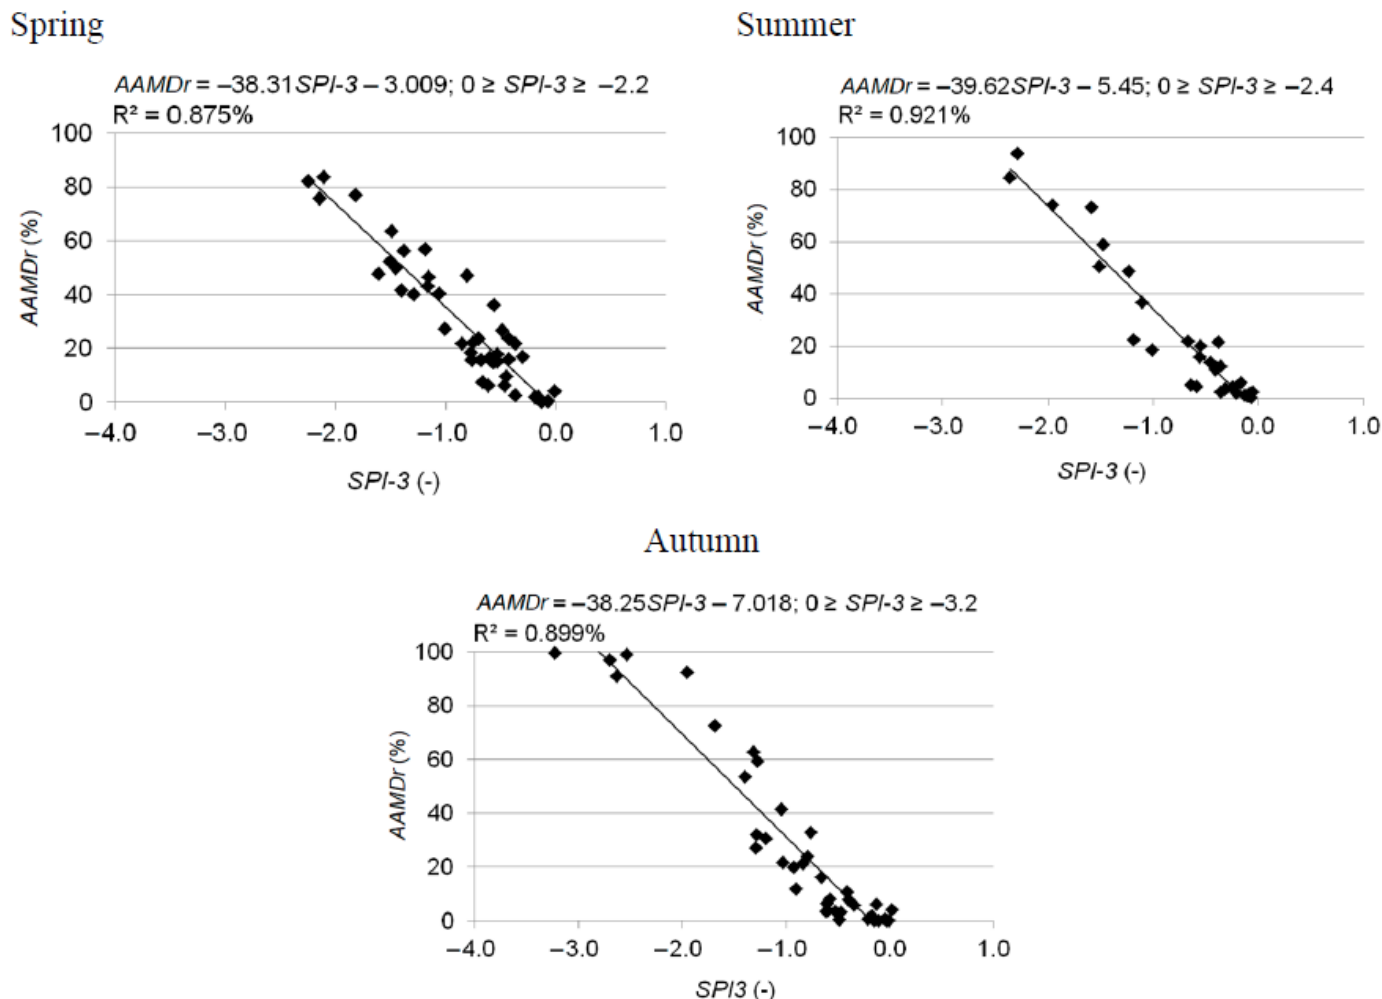 Spring
AAMDr = –38.31SPI-3 – 3.009; 0 ≥ SPI-3 ≥ –2.2
R² = 0.875%
100
80
60
40
20
0
AAMDr (%)
–4.0 –3.0 –2.0 –1.0 0.0 1.0
SPI-3 (-)
Summer
AAMDr = –39.62SPI-3 – 5.45; 0 ≥ SPI-3 ≥ –2.4
R² = 0.921%
100
80
60
40
20
0
AAMDr (%)
–4.0 –3.0 –2.0 –1.0 0.0 1.0
SPI-3 (-)
Autumn
AAMDr = –38.25SPI-3 – 7.018; 0 ≥ SPI-3 ≥ –3.2
R² = 0.899%
100
80
60
40
20
0
AAMDr (%)
–4.0 –3.0 –2.0 –1.0 0.0 1.0
SPI3 (-)